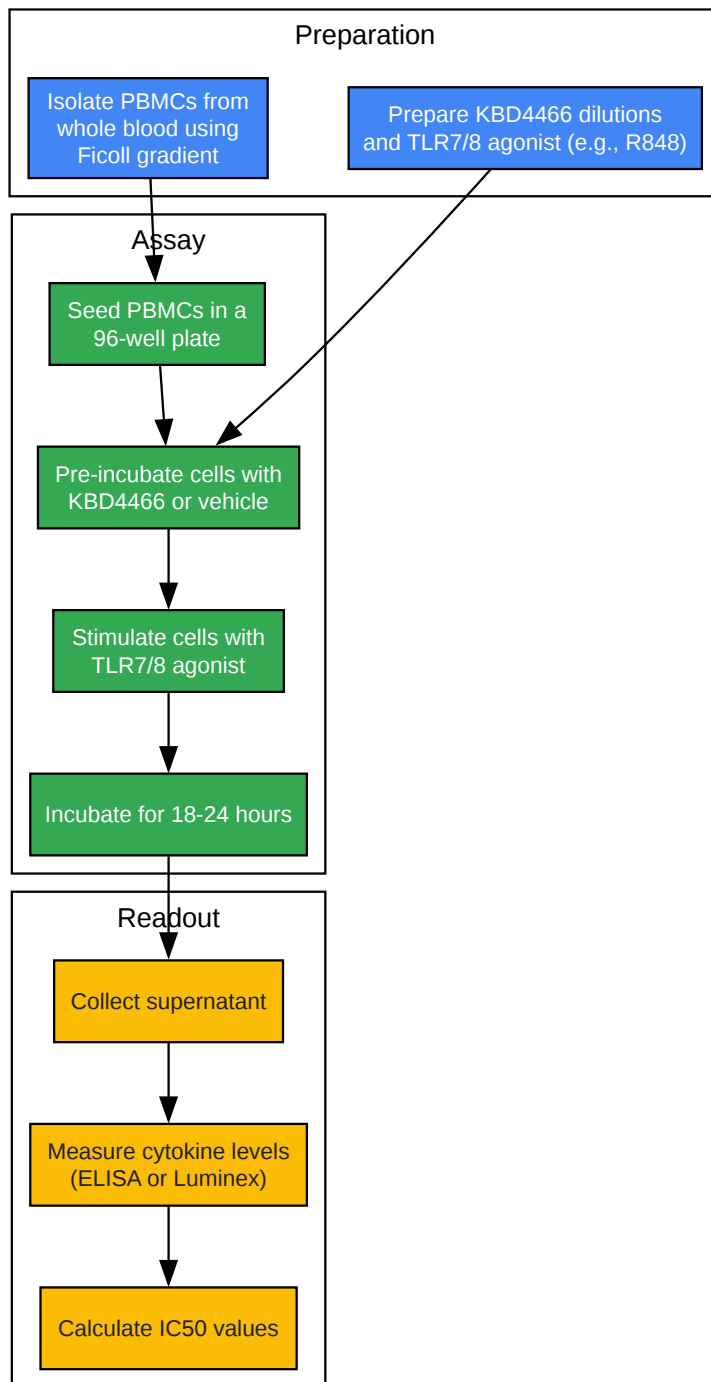 Preparation
Isolate PBMCs from
whole blood using
Ficoll gradient
Prepare KBD4466 dilutions
and TLR7/8 agonist (e.g., R848)
Assay
Seed PBMCs in a
96-well plate
Pre-incubate cells with
KBD4466 or vehicle
Stimulate cells with
TLR7/8 agonist
Incubate for 18-24 hours
Readout
Collect supernatant
Measure cytokine levels
(ELISA or Luminex)
Calculate IC50 values